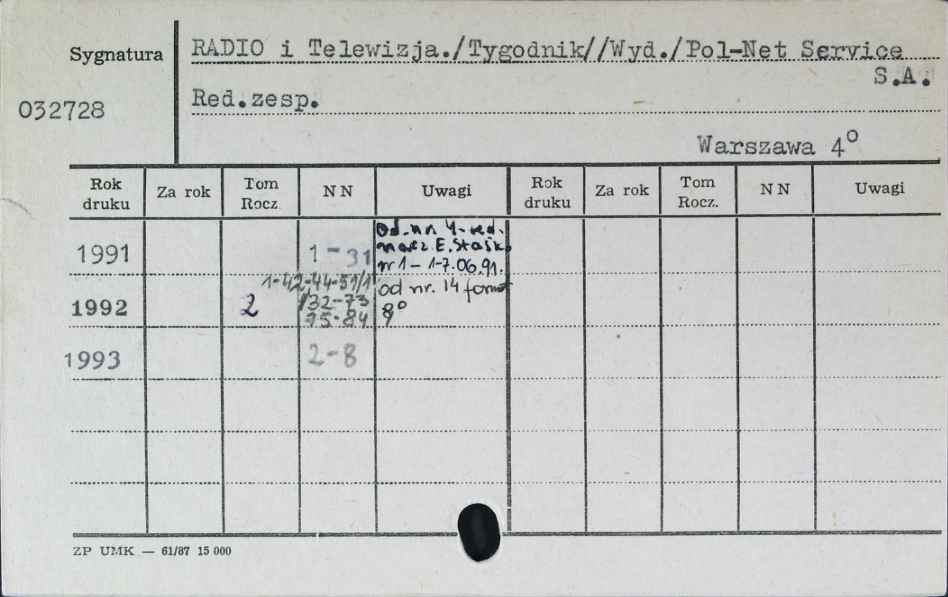 Sygnatura
032728
RADIO i Telewizja./Tygodnik//Wyd./Pol-Net Service
S.A.
Red.zesp.
Warszawa 4°
Rok druku Za rok Tom Rocz. NN Uwagi Rok druku Za rok Tom Rocz. NN Uwagi
1991 1-31 Od nr 4-red.
nacz. E. Staśko
nr 1 - 1-7.06.91.
1992 2 1-42,44-51/1 od nr. 14 format
/32-73 8°
75-84
1993 2-8
ZP UMK — 61/87 15 000